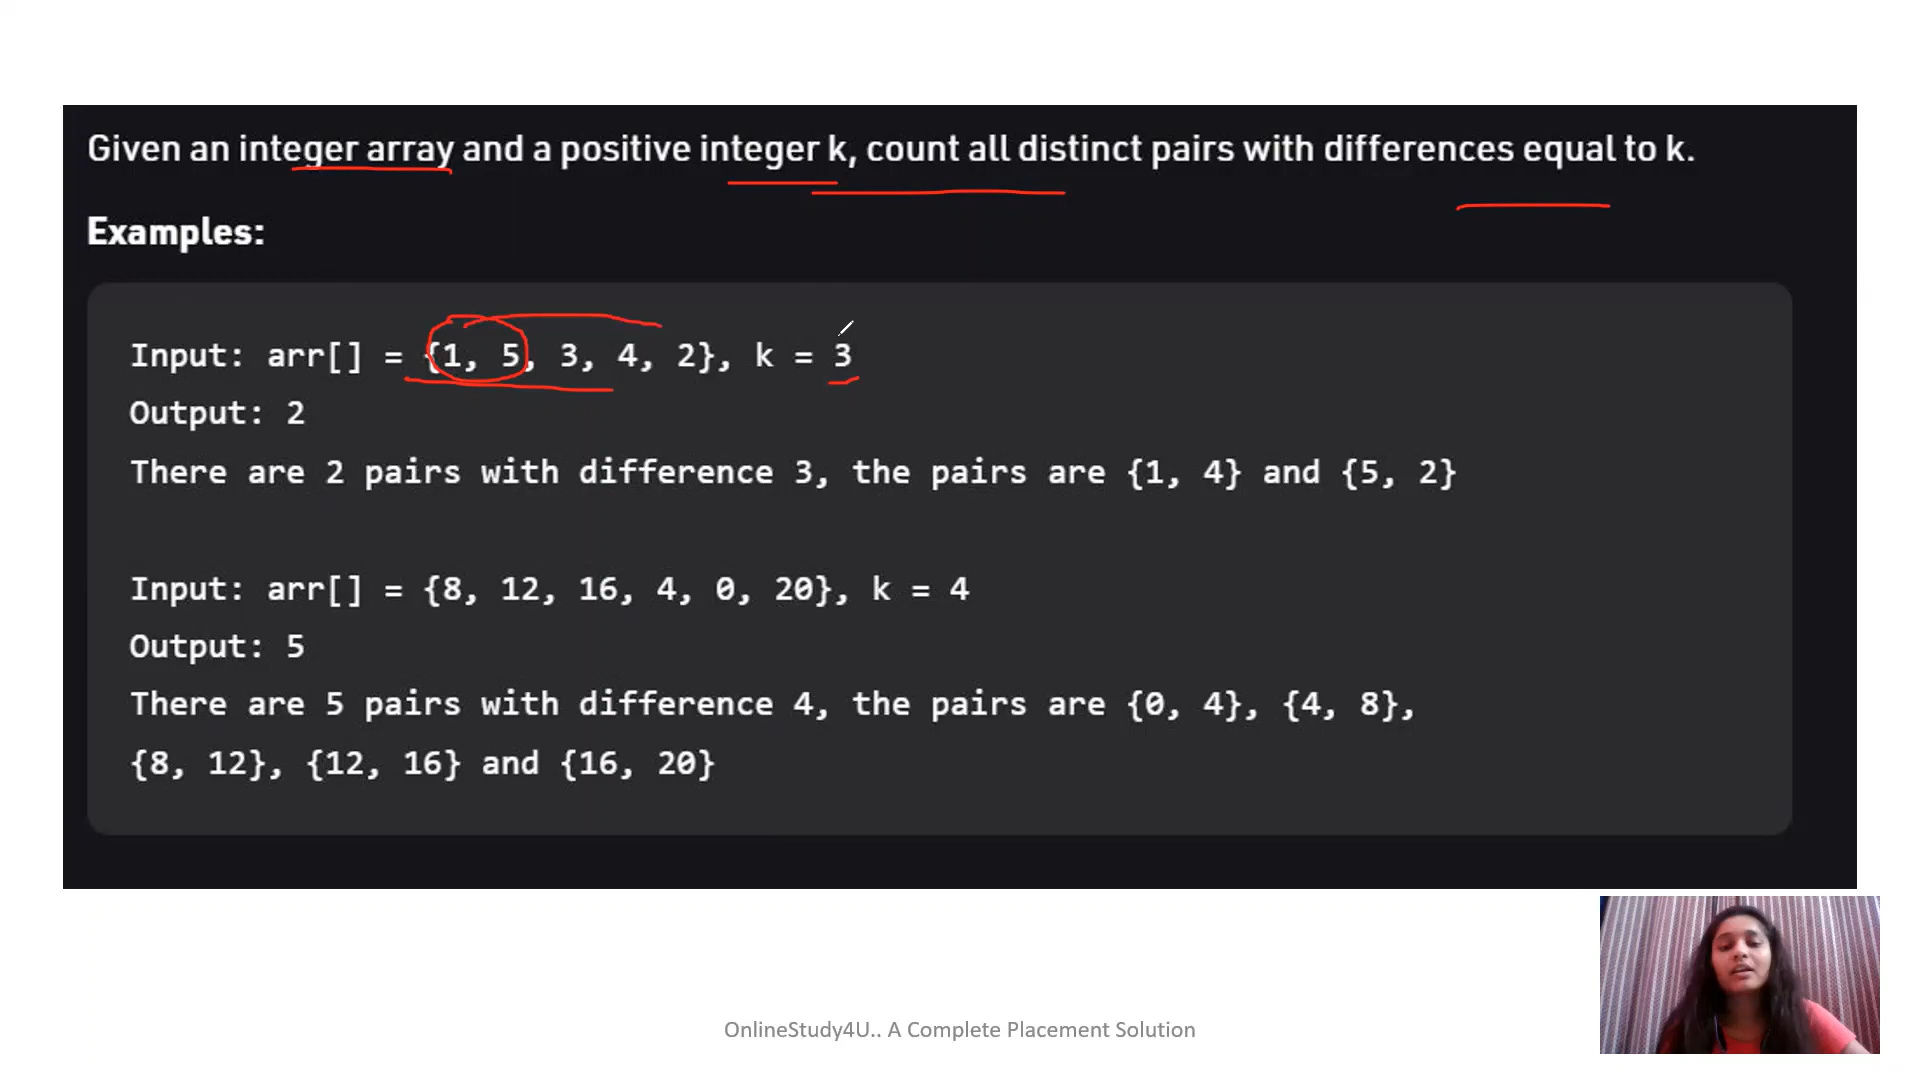 Given an integer array and a positive integer k, count all distinct pairs with differences equal to k.
Examples:
Input: arr[] = {1, 5, 3, 4, 2}, k = 3
Output: 2
There are 2 pairs with difference 3, the pairs are {1, 4} and {5, 2}
Input: arr[] = {8, 12, 16, 4, 0, 20}, k = 4
Output: 5
There are 5 pairs with difference 4, the pairs are {0, 4}, {4, 8},
{8, 12}, {12, 16} and {16, 20}
OnlineStudy4U.. A Complete Placement Solution